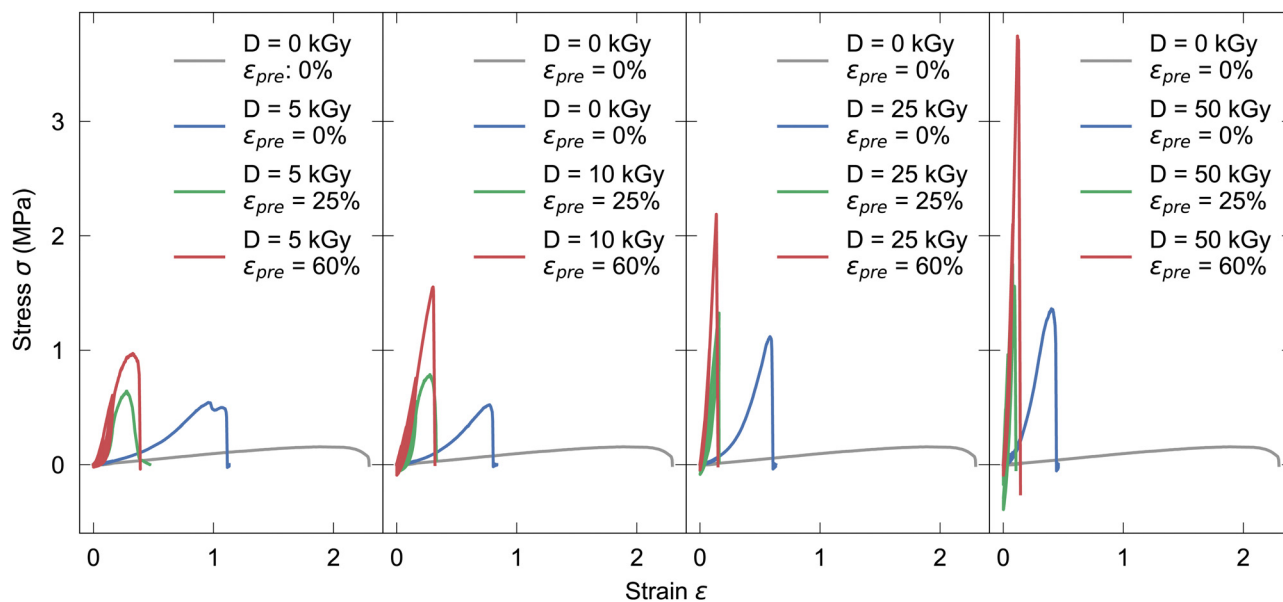 D = 0 kGy
εpre: 0%
D = 5 kGy
εpre = 0%
D = 5 kGy
εpre = 25%
D = 5 kGy
εpre = 60%
D = 0 kGy
εpre = 0%
D = 0 kGy
εpre = 0%
D = 10 kGy
εpre = 25%
D = 10 kGy
εpre = 60%
D = 0 kGy
εpre = 0%
D = 25 kGy
εpre = 0%
D = 25 kGy
εpre = 25%
D = 25 kGy
εpre = 60%
D = 0 kGy
εpre = 0%
D = 50 kGy
εpre = 0%
D = 50 kGy
εpre = 25%
D = 50 kGy
εpre = 60%
3
2
1
0
Stress σ (MPa)
0 1 2 0 1 2 0 1 2 0 1 2
Strain ε